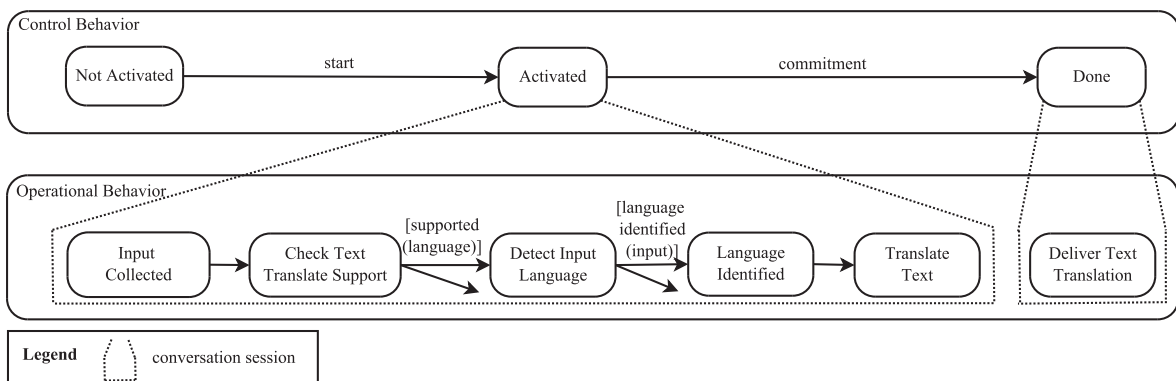 Control Behavior
Not Activated
start
Activated
commitment
Done
Operational Behavior
Input
Collected
Check Text
Translate Support
[supported
(language)]
Detect Input
Language
[language
identified
(input)]
Language
Identified
Translate
Text
Deliver Text
Translation
Legend
conversation session